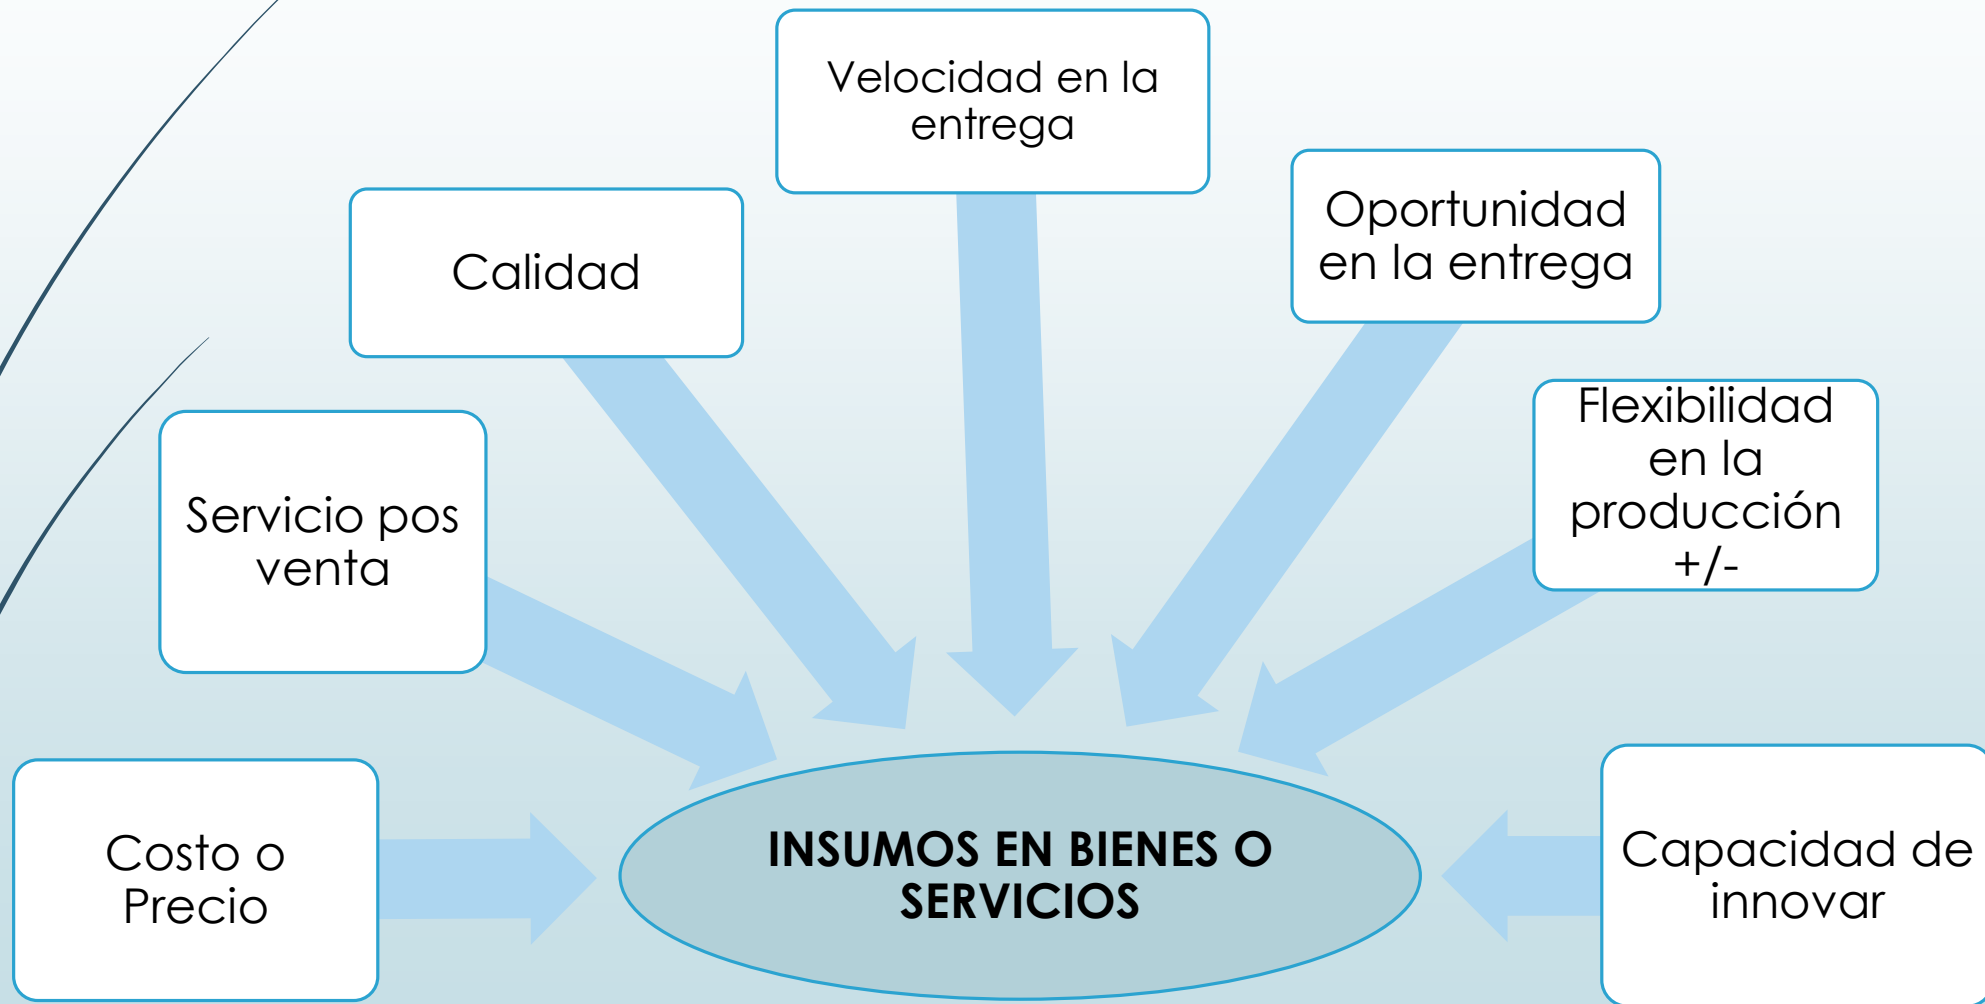 Velocidad en la
entrega
Oportunidad
en la entrega
Calidad
Flexibilidad
en la
producción
+/-
Servicio pos
venta
Costo o
Precio
INSUMOS EN BIENES O
SERVICIOS
Capacidad de
innovar